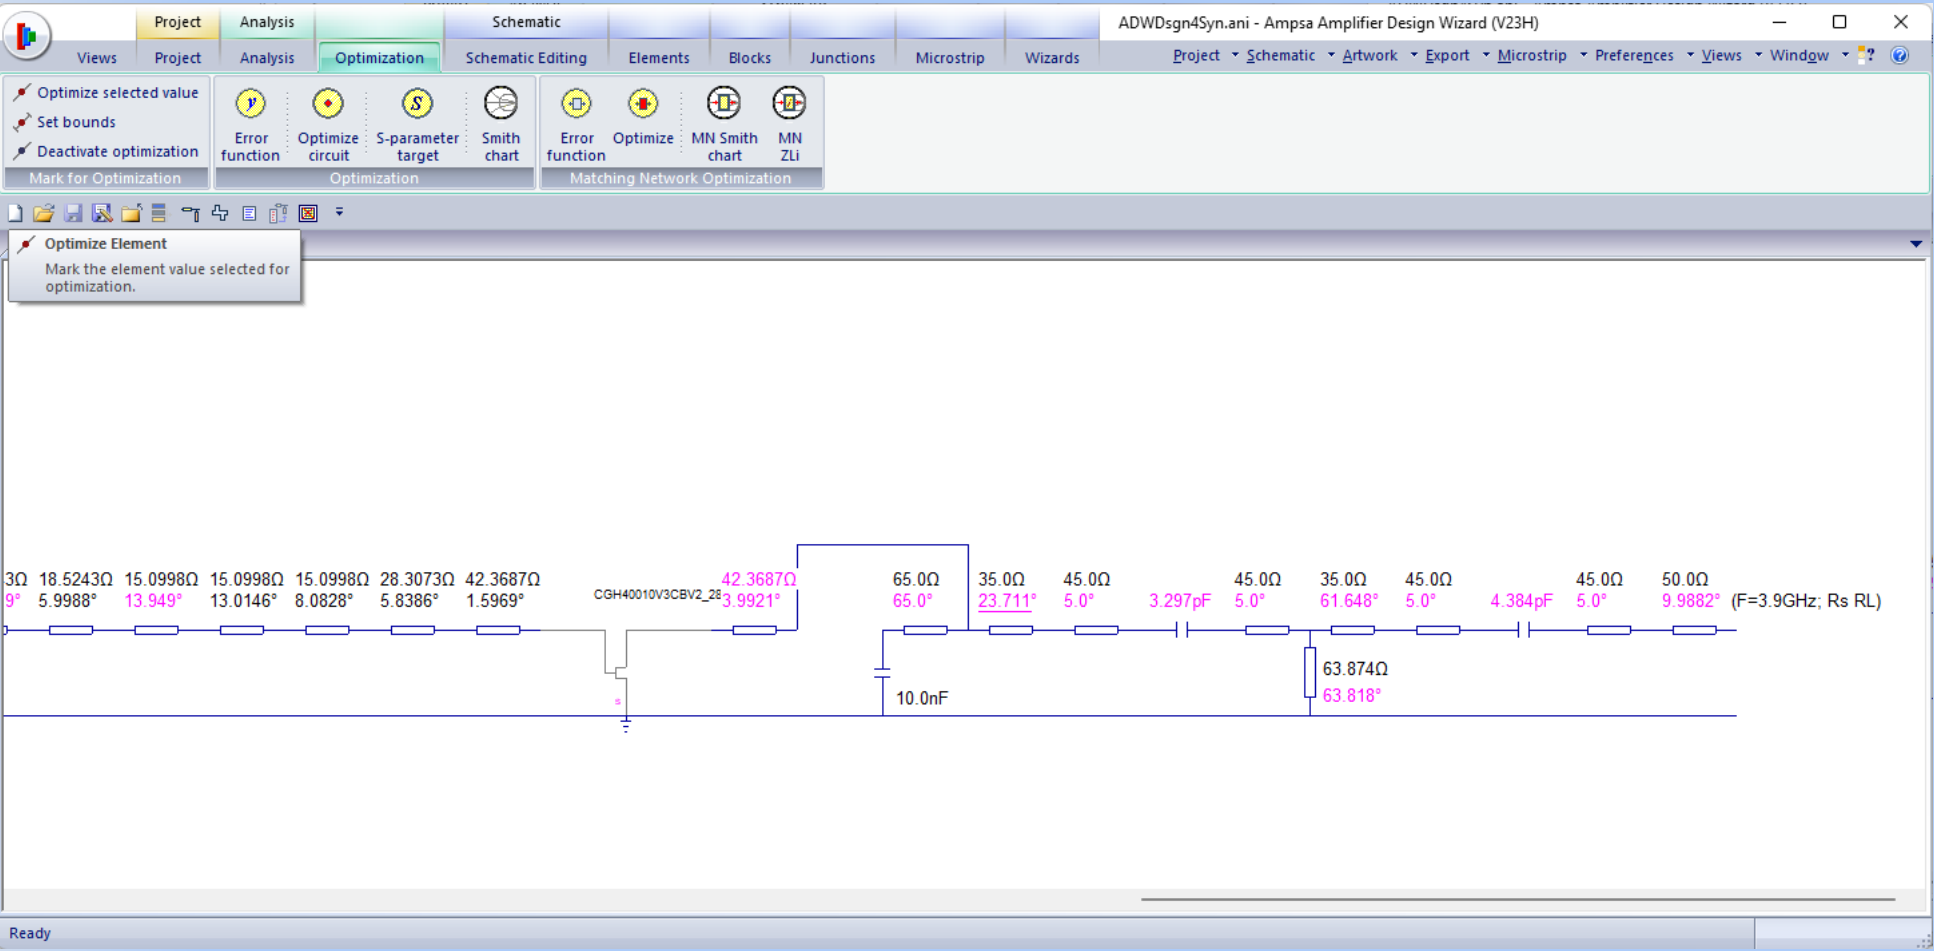 Project
Analysis
Schematic
ADWDsgn4Syn.ani - Ampsa Amplifier Design Wizard (V23H)
Views
Project
Analysis
Optimization
Schematic Editing
Elements
Blocks
Junctions
Microstrip
Wizards
Project
Schematic
Artwork
Export
Microstrip
Preferences
Views
Window
Optimize selected value
Set bounds
Deactivate optimization
Mark for Optimization
Error
function
Optimize
circuit
S-parameter
target
Smith
chart
Optimization
Error
function
Optimize
MN Smith
chart
MN
ZLi
Matching Network Optimization
Optimize Element
Mark the element value selected for
optimization.
3Ω 18.5243Ω 15.0998Ω 15.0998Ω 15.0998Ω 28.3073Ω 42.3687Ω
9° 5.9988° 13.949° 13.0146° 8.0828° 5.8386° 1.5969°
CGH40010V3CBV2_28
42.3687Ω
3.9921°
65.0Ω 35.0Ω 45.0Ω 45.0Ω 35.0Ω 45.0Ω 45.0Ω 50.0Ω
65.0° 23.711° 5.0° 3.297pF 5.0° 61.648° 5.0° 4.384pF 5.0° 9.9882° (F=3.9GHz; Rs RL)
63.874Ω
63.818°
10.0nF
s
Ready